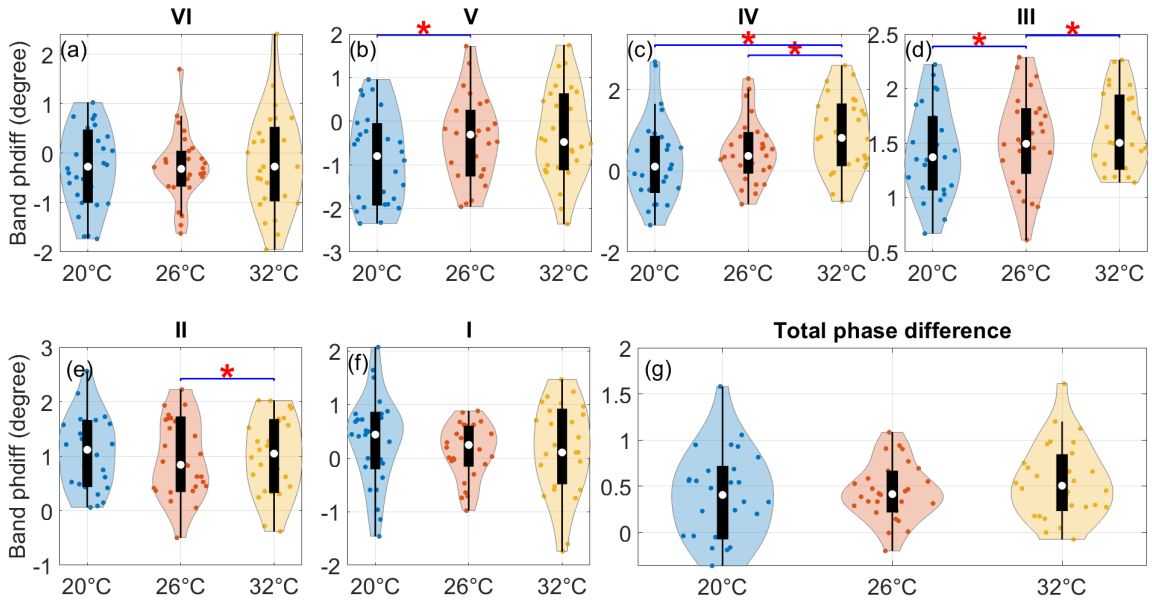 VI
V
IV
III
(a)
(b)
(c)
(d)
*
*
*
*
*
Band phdiff (degree)
2
1
0
-1
-2
2
1
0
-1
-2
-3
2
0
-2
2.5
2
1.5
1
0.5
20°C
26°C
32°C
20°C
26°C
32°C
20°C
26°C
32°C
20°C
26°C
32°C
II
I
Total phase difference
(e)
(f)
(g)
*
Band phdiff (degree)
3
2
1
0
-1
2
1
0
-1
-2
2
1.5
1
0.5
0
20°C
26°C
32°C
20°C
26°C
32°C
20°C
26°C
32°C